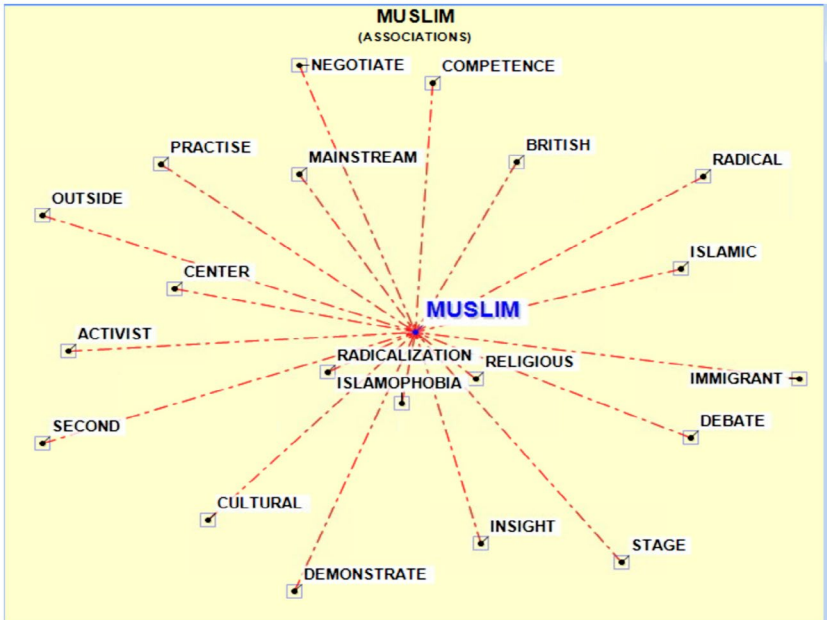 MUSLIM
(ASSOCIATIONS)
NEGOTIATE
COMPETENCE
PRACTISE
MAINSTREAM
BRITISH
RADICAL
OUTSIDE
ISLAMIC
CENTER
MUSLIM
ACTIVIST
RADICALIZATION
RELIGIOUS
ISLAMOPHOBIA
IMMIGRANT
SECOND
DEBATE
CULTURAL
INSIGHT
STAGE
DEMONSTRATE